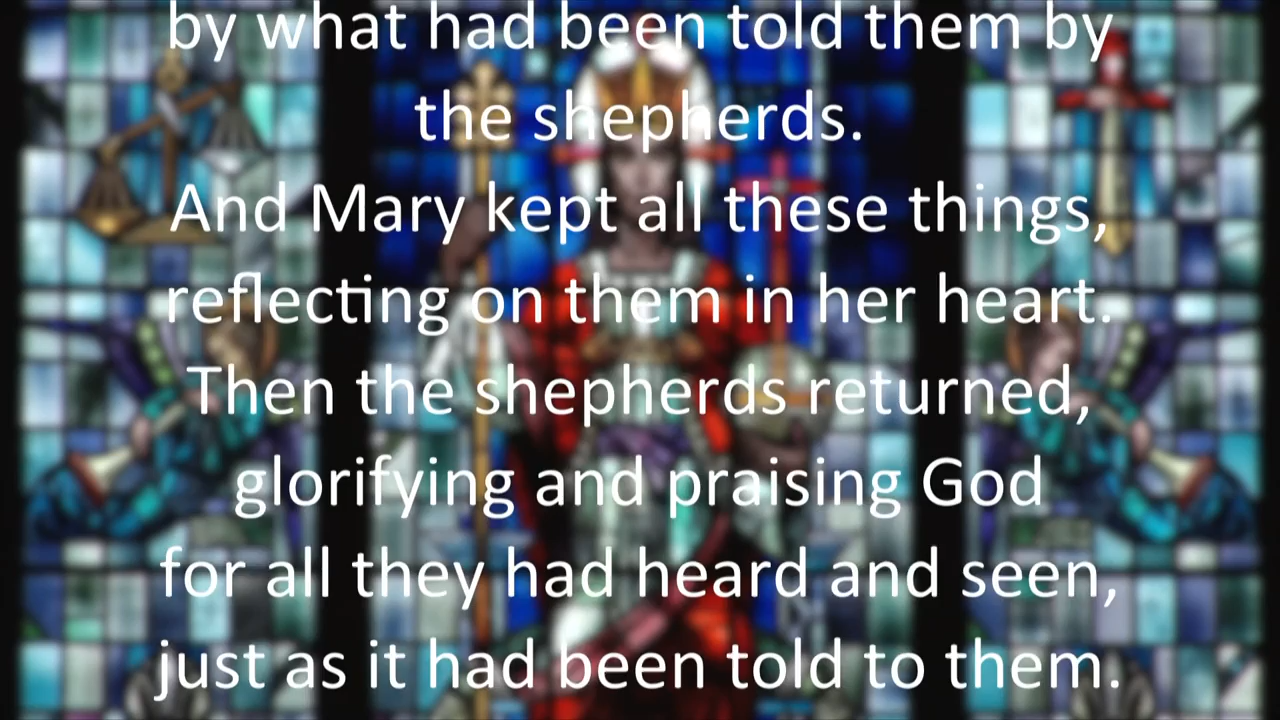 by what had been told them by
the shepherds.
And Mary kept all these things,
reflecting on them in her heart.
Then the shepherds returned,
glorifying and praising God
for all they had heard and seen,
just as it had been told to them.